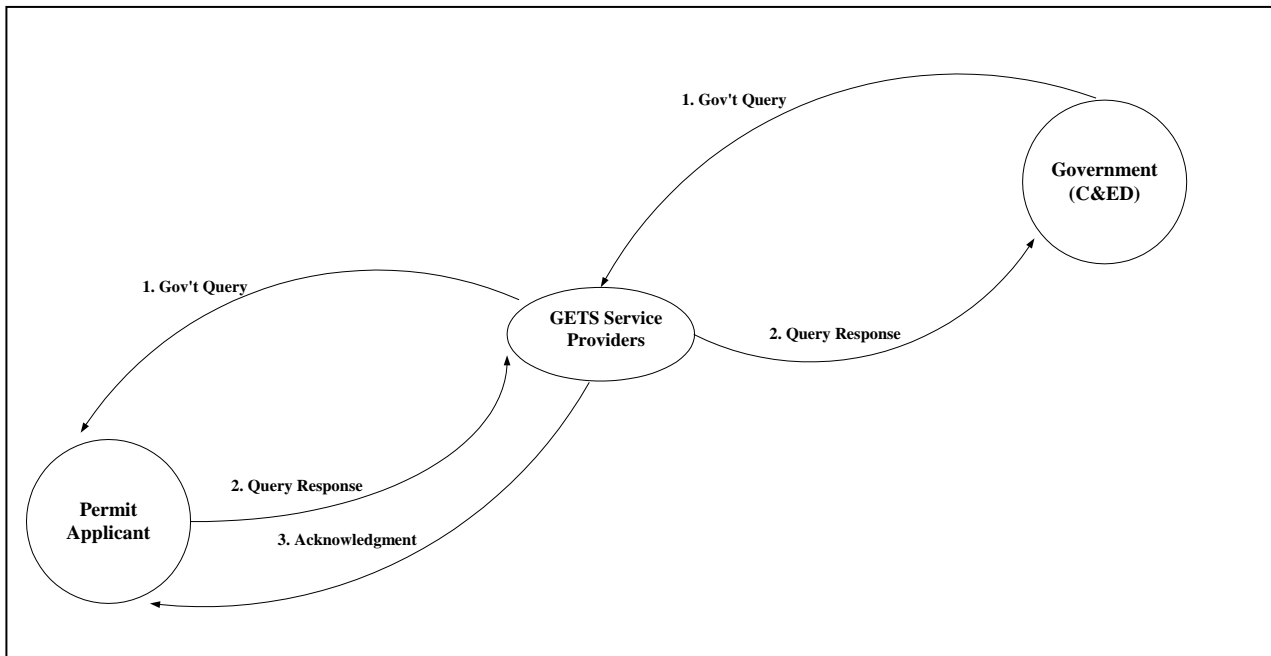 1. Gov't Query
Government
(C&ED)
1. Gov't Query
GETS Service
Providers
2. Query Response
2. Query Response
Permit
Applicant
3. Acknowledgment